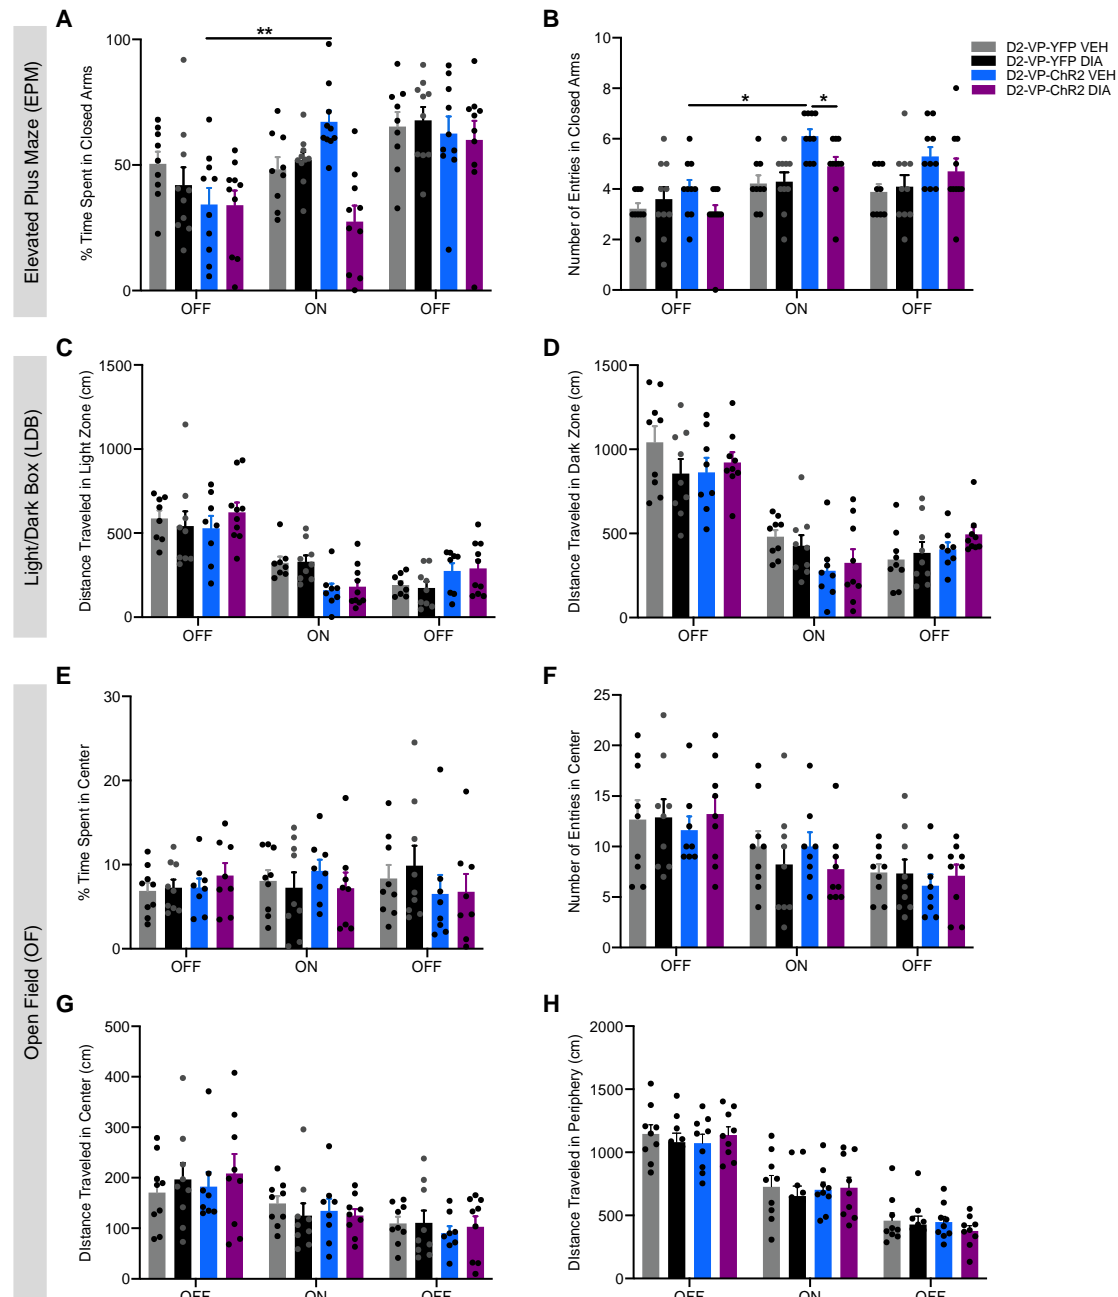 Elevated Plus Maze (EPM)
A
% Time Spent in Closed Arms
100
50
0
**
OFF
ON
OFF
B
Number of Entries in Closed Arms
10
8
6
4
2
0
*
*
OFF
ON
OFF
D2-VP-YFP VEH
D2-VP-YFP DIA
D2-VP-ChR2 VEH
D2-VP-ChR2 DIA
Light/Dark Box (LDB)
C
Distance Traveled in Light Zone (cm)
1500
1000
500
0
OFF
ON
OFF
D
DIstance Traveled in Dark Zone (cm)
1500
1000
500
0
OFF
ON
OFF
Open Field (OF)
E
% Time Spent in Center
30
20
10
0
OFF
ON
OFF
F
Number of Entries in Center
25
20
15
10
5
0
OFF
ON
OFF
G
DIstance Traveled in Center (cm)
500
400
300
200
100
0
OFF
ON
OFF
H
DIstance Traveled in Periphery (cm)
2000
1500
1000
500
0
OFF
ON
OFF